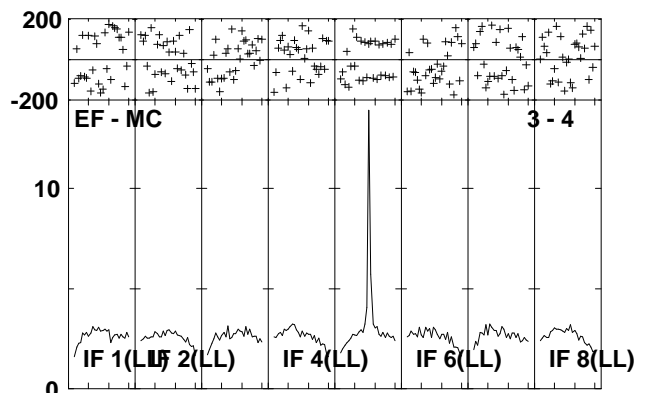 200
-200
EF - MC 3 - 4
10
IF 1(LL) IF 2(LL) IF 4(LL) IF 6(LL) IF 8(LL)
0